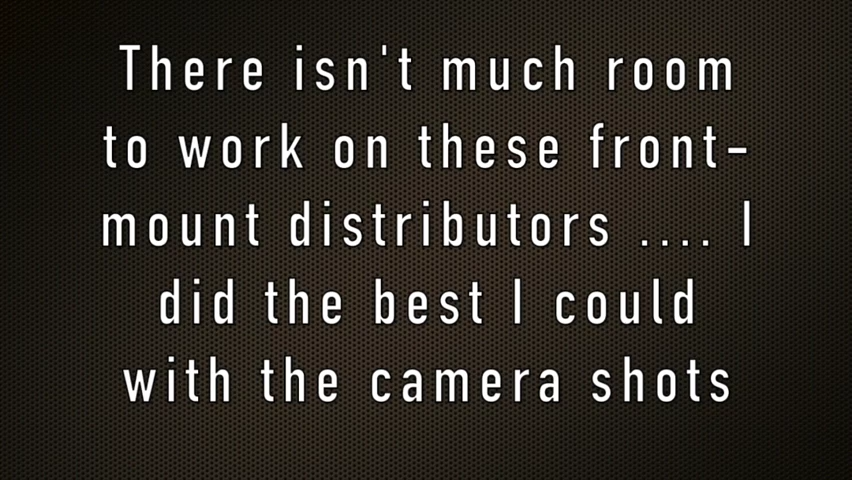 There isn't much room
to work on these front-
mount distributors .... I
did the best I could
with the camera shots